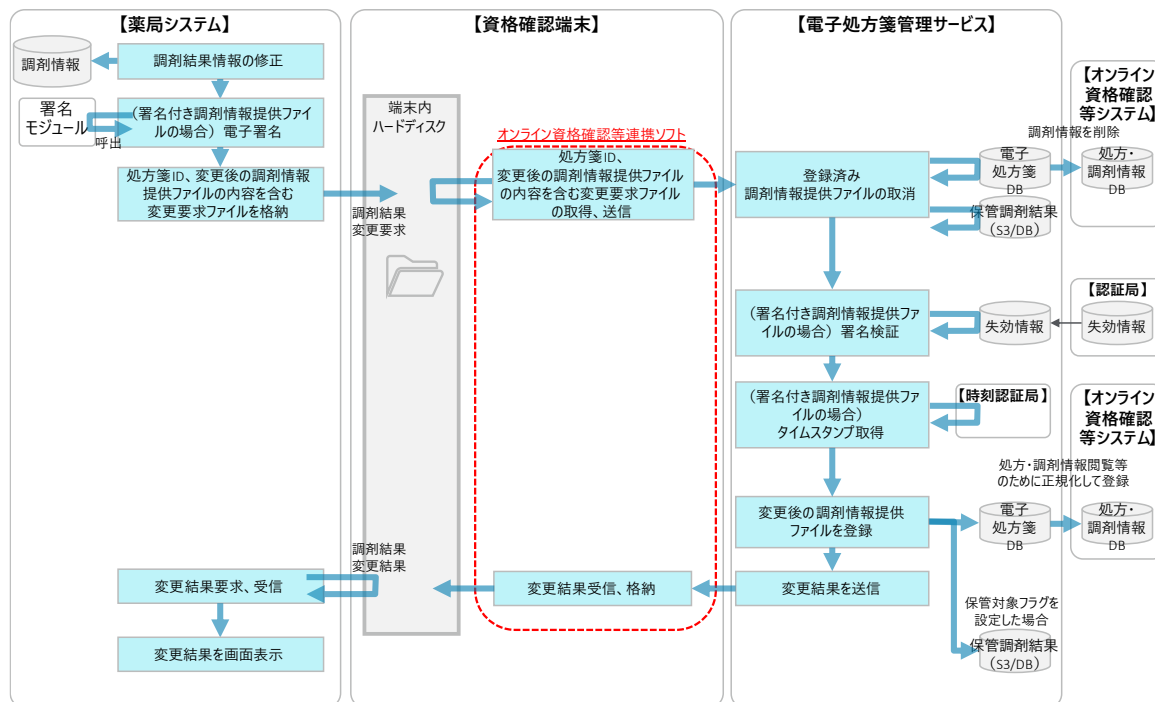 【薬局システム】
調剤情報
調剤結果情報の修正
署名
モジュール
呼出
（署名付き調剤情報提供ファイ
ルの場合）電子署名
処方箋ID、変更後の調剤情報
提供ファイルの内容を含む
変更要求ファイルを格納
変更結果要求、受信
変更結果を画面表示
【資格確認端末】
端末内
ハードディスク
調剤結果
変更要求
調剤結果
変更結果
オンライン資格確認等連携ソフト
処方箋ID、
変更後の調剤情報提供ファイル
の内容を含む変更要求ファイル
の取得、送信
変更結果受信、格納
【電子処方箋管理サービス】
登録済み
調剤情報提供ファイルの取消
電子
処方箋
DB
保管調剤結果
（S3/DB）
（署名付き調剤情報提供ファ
イルの場合）署名検証
失効情報
（署名付き調剤情報提供ファ
イルの場合）
タイムスタンプ取得
【時刻認証局】
変更後の調剤情報提供
ファイルを登録
処方・調剤情報閲覧等
のために正規化して登録
電子
処方箋
DB
変更結果を送信
保管対象フラグを
設定した場合
保管調剤結果
（S3/DB）
【オンライン
資格確認
等システム】
調剤情報を削除
処方・
調剤情報
DB
【認証局】
失効情報
【オンライン
資格確認
等システム】
処方・
調剤情報
DB